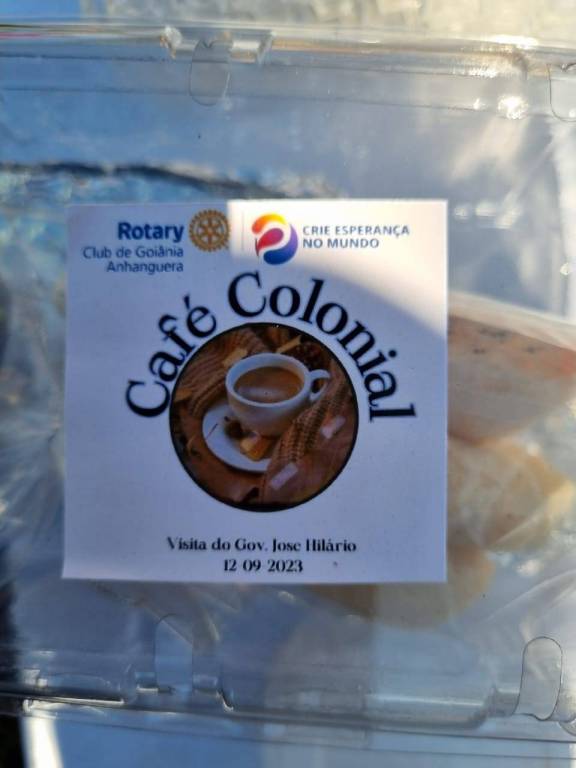 Rotary
Club de Goiânia
Anhanguera
CRIE ESPERANÇA
NO MUNDO
Café Colonial
Visita do Gov. Jose Hilário
12-09-2023